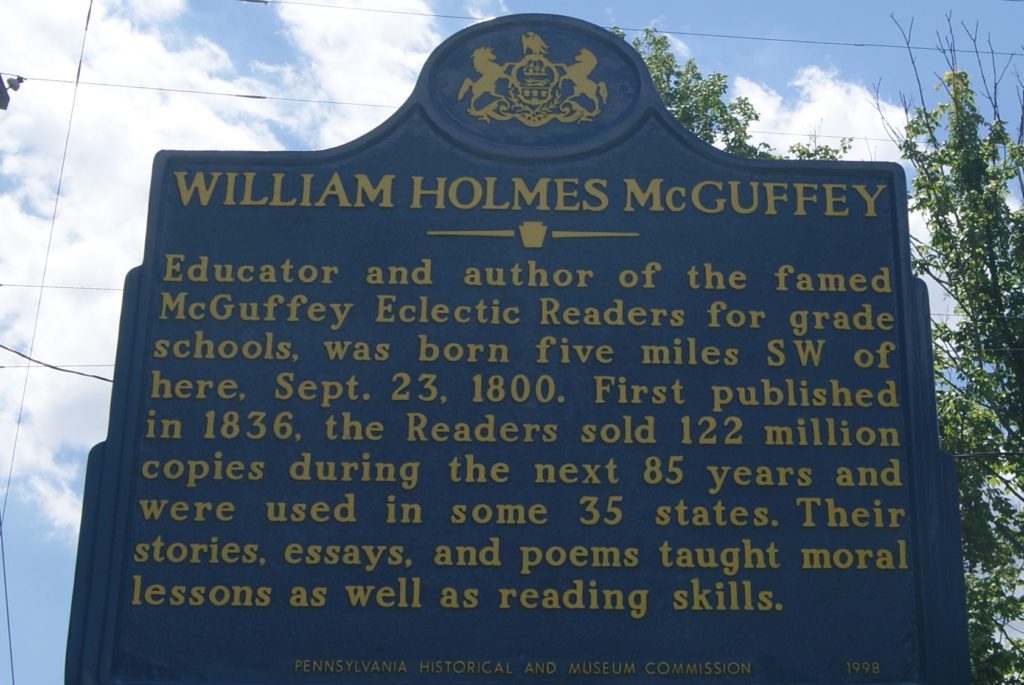 WILLIAM HOLMES McGUFFEY
Educator and author of the famed
McGuffey Eclectic Readers for grade
schools, was born five miles SW of
here, Sept. 23, 1800. First published
in 1836, the Readers sold 122 million
copies during the next 85 years and
were used in some 35 states. Their
stories, essays, and poems taught moral
lessons as well as reading skills.
PENNSYLVANIA HISTORICAL AND MUSEUM COMMISSION 1998